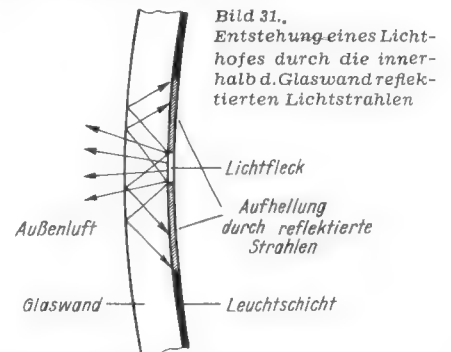 Bild 31.
Entstehung eines Licht-
hofes durch die inner-
halb d. Glaswand reflek-
tierten Lichtstrahlen
Lichtfleck
Aufhellung
durch reflektierte
Strahlen
Außenluft
Glaswand
Leuchtschicht